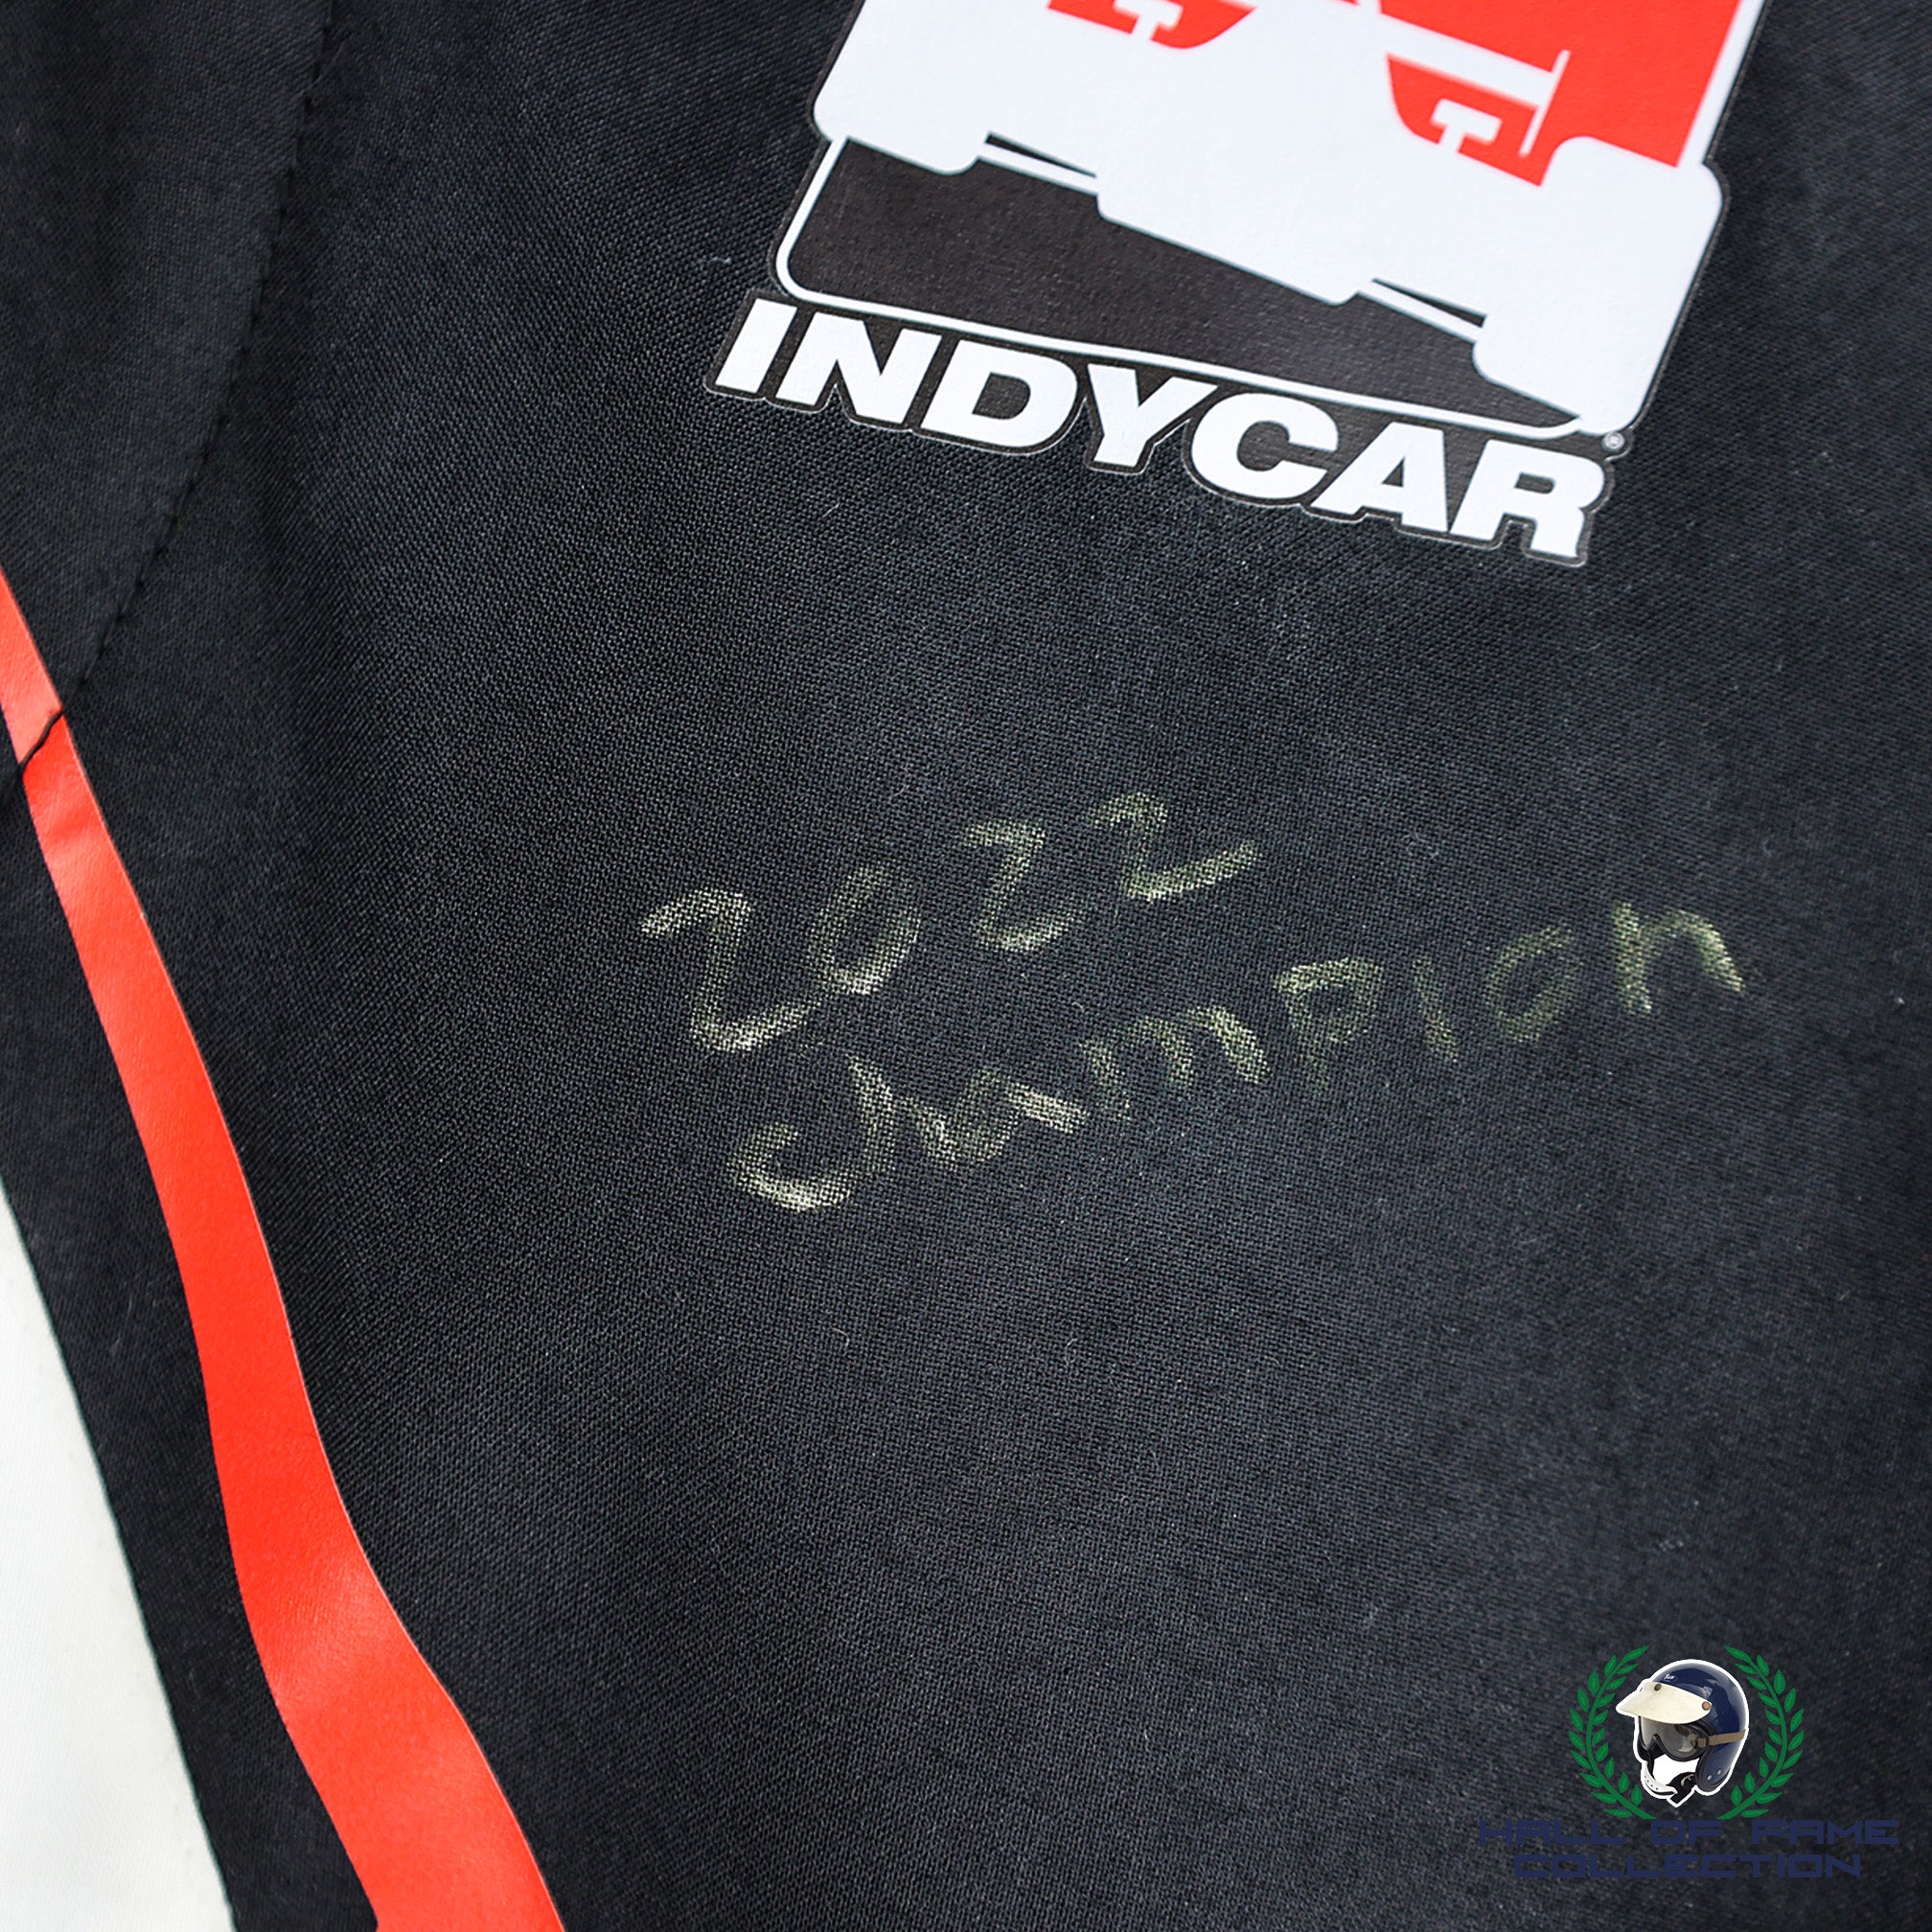 INDYCAR®
2022
Champion
HALL OF FAME
COLLECTION